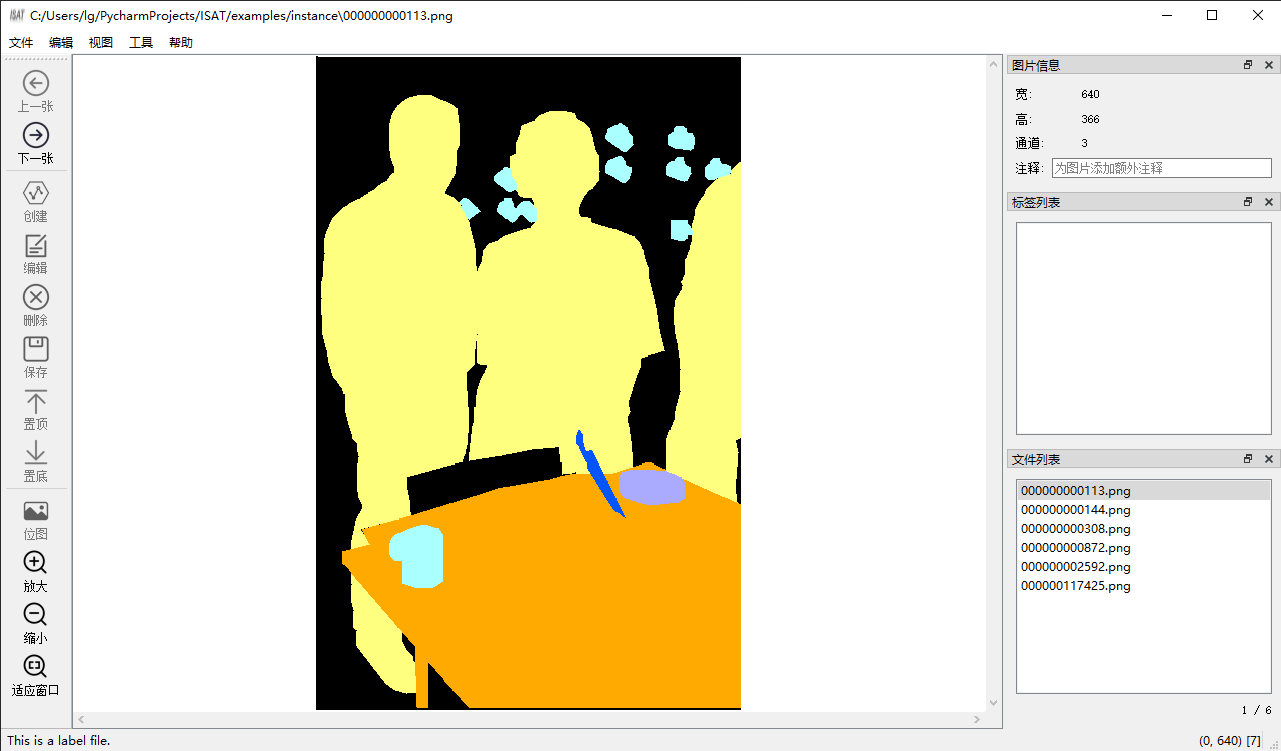 ISAT C:/Users/lg/PycharmProjects/ISAT/examples/instance\000000000113.png
文件 编辑 视图 工具 帮助
上一张
下一张
创建
编辑
删除
保存
置顶
置底
位图
放大
缩小
适应窗口
图片信息
宽: 640
高: 366
通道: 3
注释: 为图片添加额外注释
标签列表
文件列表
000000000113.png
000000000144.png
000000000308.png
000000000872.png
000000002592.png
000000117425.png
1 / 6
This is a label file.
(0, 640) [7]